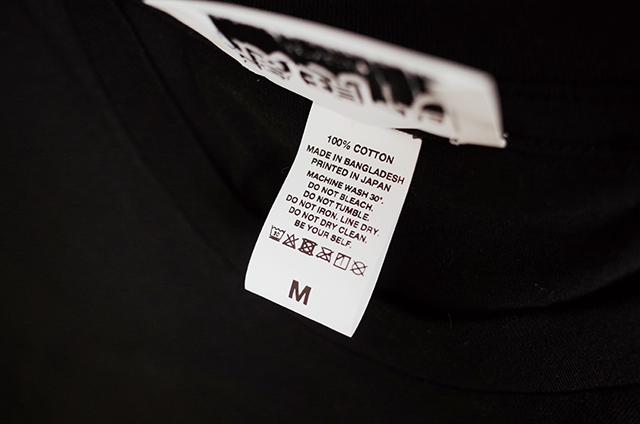 100% COTTON
MADE IN BANGLADESH
PRINTED IN JAPAN
MACHINE WASH 30°.
DO NOT BLEACH.
DO NOT TUMBLE.
DO NOT IRON. LINE DRY.
DO NOT DRY CLEAN.
BE YOUR SELF.
M